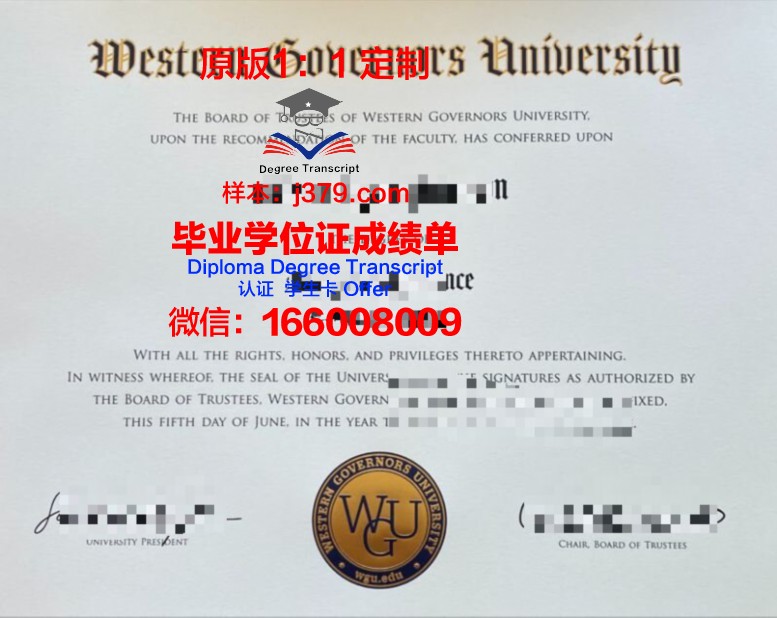 Western Governors University
原版1：1定制
The Board of Trustees of Western Governors University,
upon the recommendation of the faculty, has conferred upon
Degree Transcript
样本：j379.com
毕业学位证成绩单
Diploma Degree Transcript
认证 学生卡 Offer
微信：166008009
With all the rights, honors, and privileges thereto appertaining.
In witness whereof, the seal of the signatures as authorized by
the Board of Trustees, Western
this fifth day of June, in the year
WESTERN GOVERNORS UNIVERSITY
WGU
wgu.edu
University President
Chair, Board of Trustees